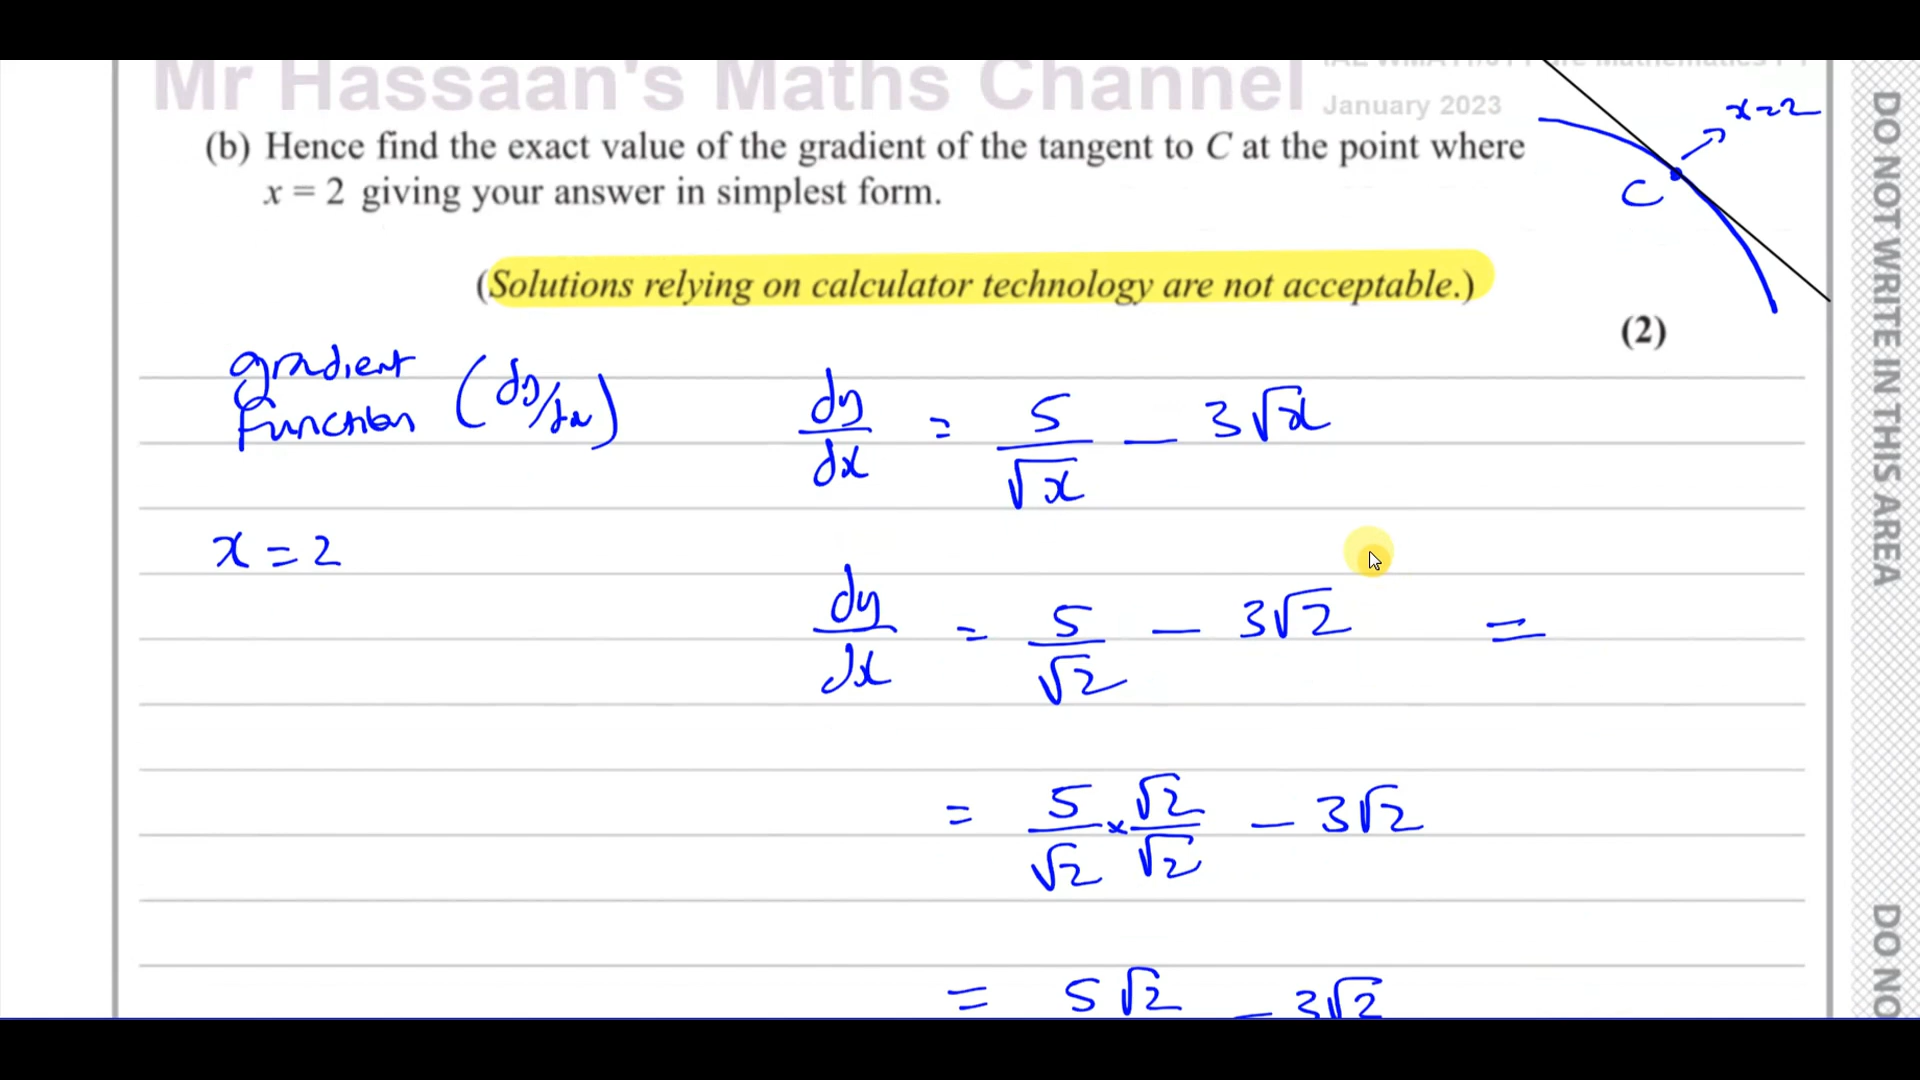 Mr Hassaan's Maths Channel
January 2023
x=2
C
(b) Hence find the exact value of the gradient of the tangent to C at the point where
x = 2 giving your answer in simplest form.
(Solutions relying on calculator technology are not acceptable.)
(2)
gradient
function (dy/dx)
dy/dx = 5/√x − 3√x
x = 2
dy/dx = 5/√2 − 3√2 =
= 5/√2 × √2/√2 − 3√2
= 5√2 − 3√2
DO NOT WRITE IN THIS AREA
DO NO